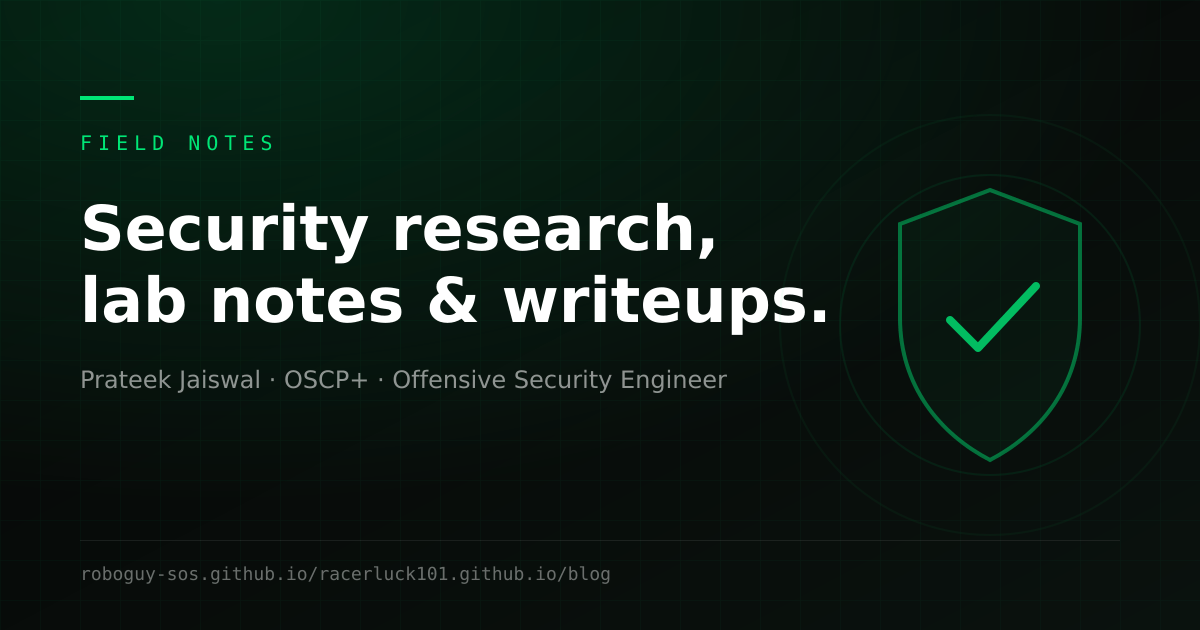 FIELD NOTES
Security research,
lab notes & writeups.
Prateek Jaiswal · OSCP+ · Offensive Security Engineer
roboguy-sos.github.io/racerluck101.github.io/blog